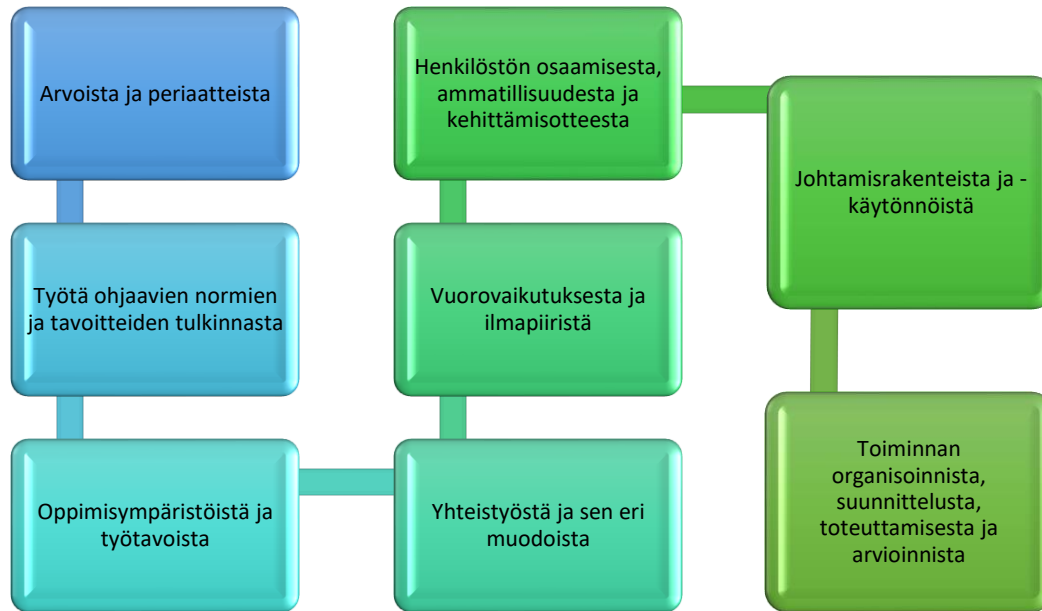 Arvoista ja periaatteista
Työtä ohjaavien normien
ja tavoitteiden tulkinnasta
Oppimisympäristöistä ja
työtavoista
Yhteistyöstä ja sen eri
muodoista
Vuorovaikutuksesta ja
ilmapiiristä
Henkilöstön osaamisesta,
ammatillisuudesta ja
kehittämisotteesta
Johtamisrakenteista ja -
käytönnöistä
Toiminnan
organisoinnista,
suunnittelusta,
toteuttamisesta ja
arvioinnista